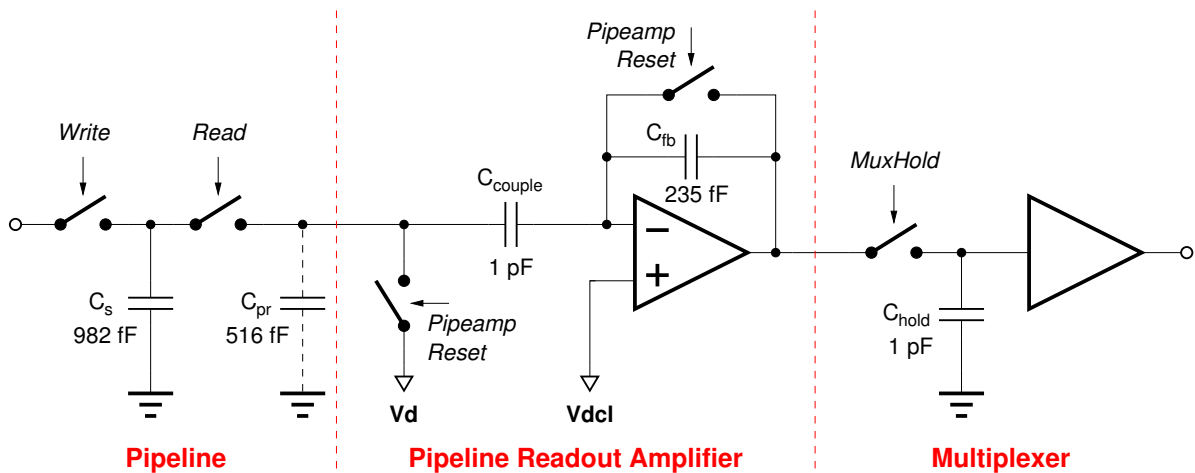 Pipeamp
Reset
Write
Read
C_fb
235 fF
MuxHold
C_couple
1 pF
−
+
C_s
982 fF
C_pr
516 fF
Pipeamp
Reset
C_hold
1 pF
Vd
Vdcl
Pipeline
Pipeline Readout Amplifier
Multiplexer